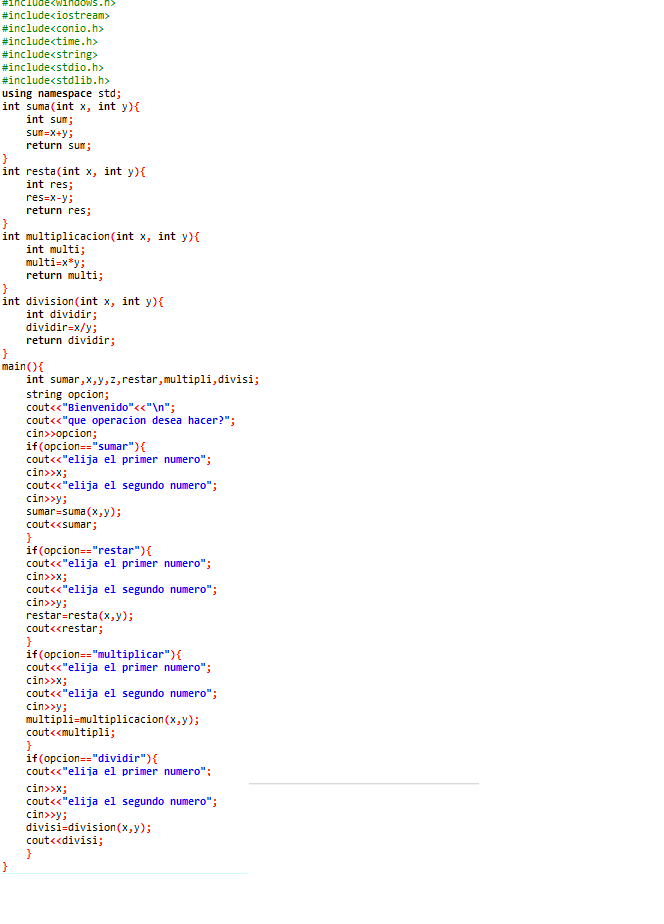 #include<windows.h>
#include<iostream>
#include<conio.h>
#include<time.h>
#include<string>
#include<stdio.h>
#include<stdlib.h>
using namespace std;
int suma(int x, int y){
    int sum;
    sum=x+y;
    return sum;
}
int resta(int x, int y){
    int res;
    res=x-y;
    return res;
}
int multiplicacion(int x, int y){
    int multi;
    multi=x*y;
    return multi;
}
int division(int x, int y){
    int dividir;
    dividir=x/y;
    return dividir;
}
main(){
    int sumar,x,y,z,restar,multipli,divisi;
    string opcion;
    cout<<"Bienvenido"<<"\n";
    cout<<"que operacion desea hacer?";
    cin>>opcion;
    if(opcion=="sumar"){
    cout<<"elija el primer numero";
    cin>>x;
    cout<<"elija el segundo numero";
    cin>>y;
    sumar=suma(x,y);
    cout<<sumar;
    }
    if(opcion=="restar"){
    cout<<"elija el primer numero";
    cin>>x;
    cout<<"elija el segundo numero";
    cin>>y;
    restar=resta(x,y);
    cout<<restar;
    }
    if(opcion=="multiplicar"){
    cout<<"elija el primer numero";
    cin>>x;
    cout<<"elija el segundo numero";
    cin>>y;
    multipli=multiplicacion(x,y);
    cout<<multipli;
    }
    if(opcion=="dividir"){
    cout<<"elija el primer numero";
    cin>>x;
    cout<<"elija el segundo numero";
    cin>>y;
    divisi=division(x,y);
    cout<<divisi;
    }
}